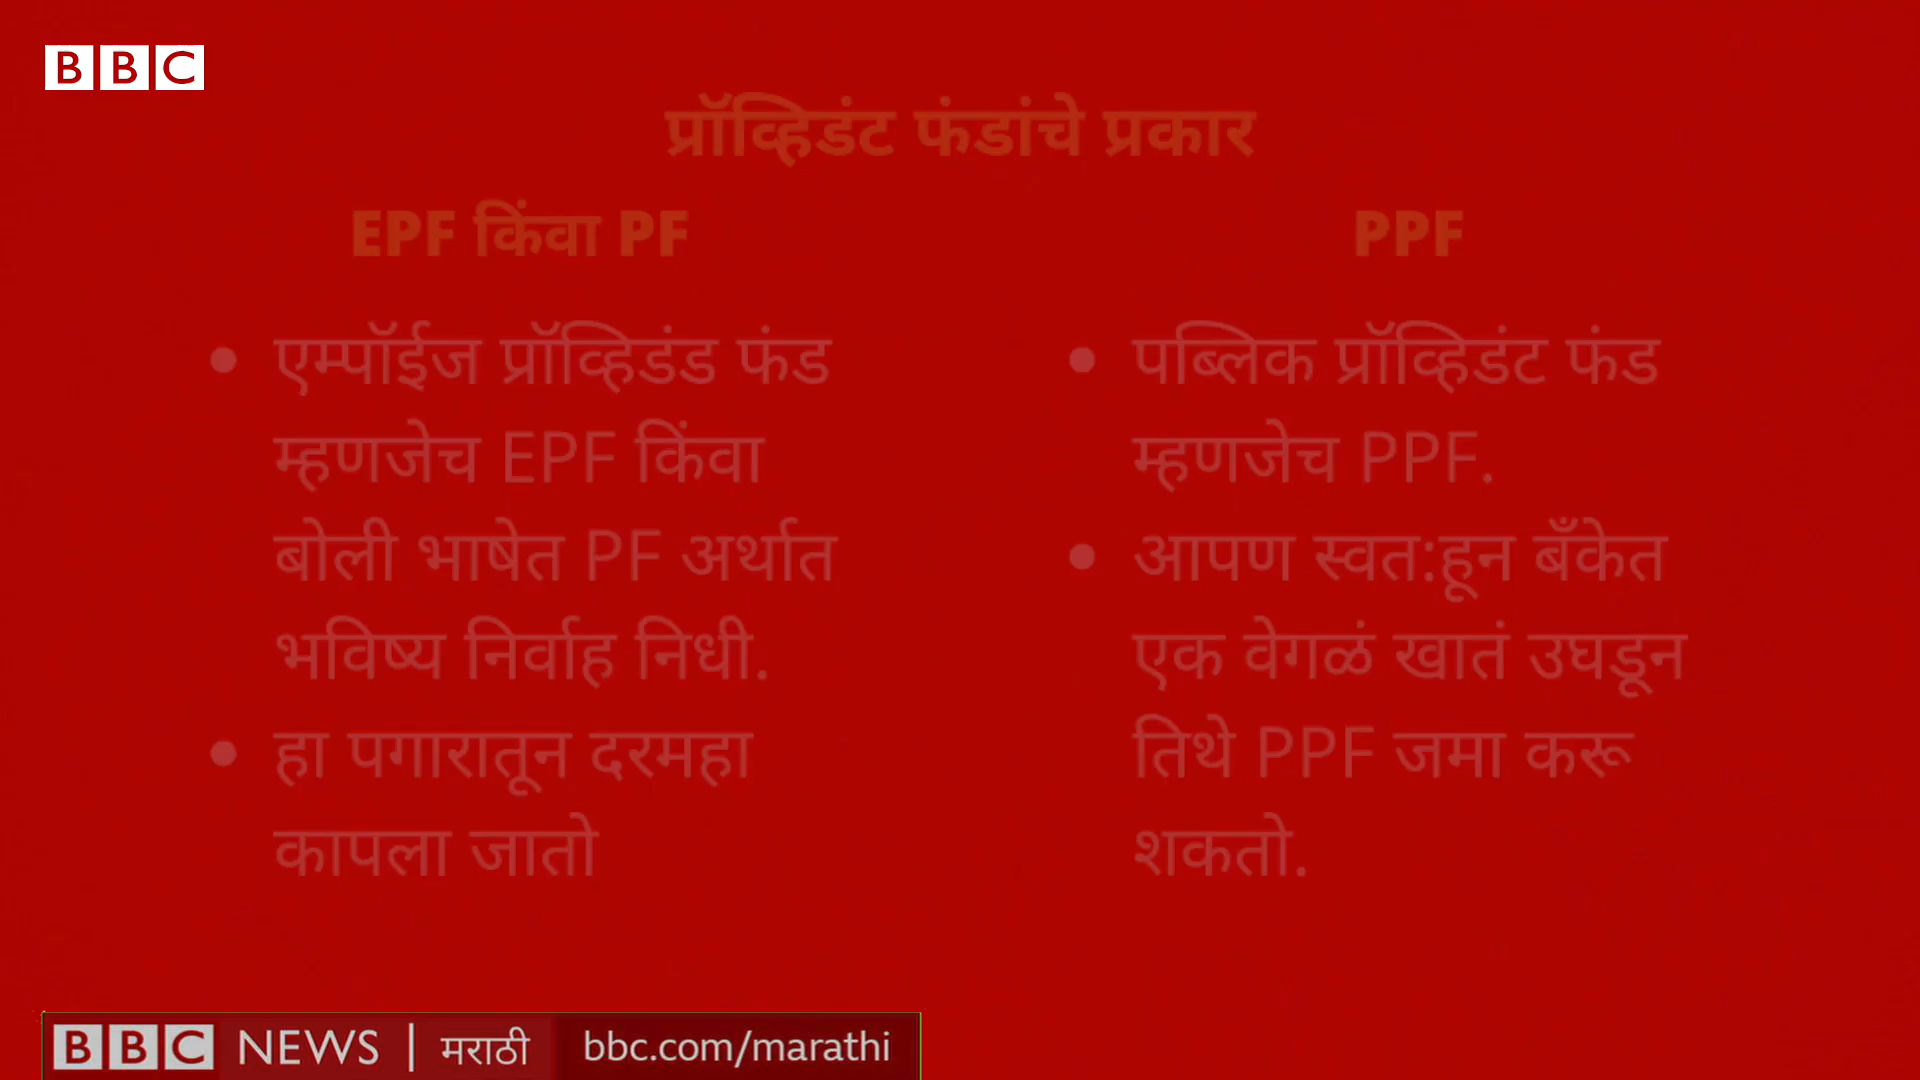 BBC
प्रॉव्हिडंट फंडांचे प्रकार
EPF किंवा PF
• एम्पॉईज प्रॉव्हिडंड फंड
म्हणजेच EPF किंवा
बोली भाषेत PF अर्थात
भविष्य निर्वाह निधी.
• हा पगारातून दरमहा
कापला जातो
PPF
• पब्लिक प्रॉव्हिडंट फंड
म्हणजेच PPF.
• आपण स्वत:हून बँकेत
एक वेगळं खातं उघडून
तिथे PPF जमा करू
शकतो.
BBC NEWS | मराठी bbc.com/marathi